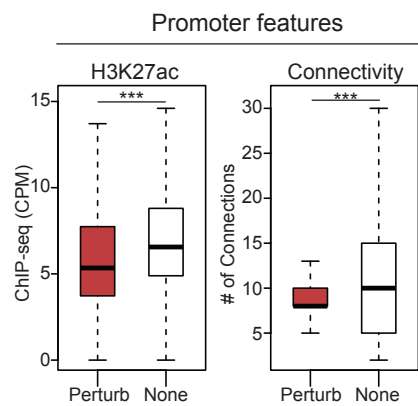 Promoter features
H3K27ac
Connectivity
***
***
ChIP-seq (CPM)
15
10
5
0
# of Connections
30
25
20
15
10
5
Perturb None
Perturb None